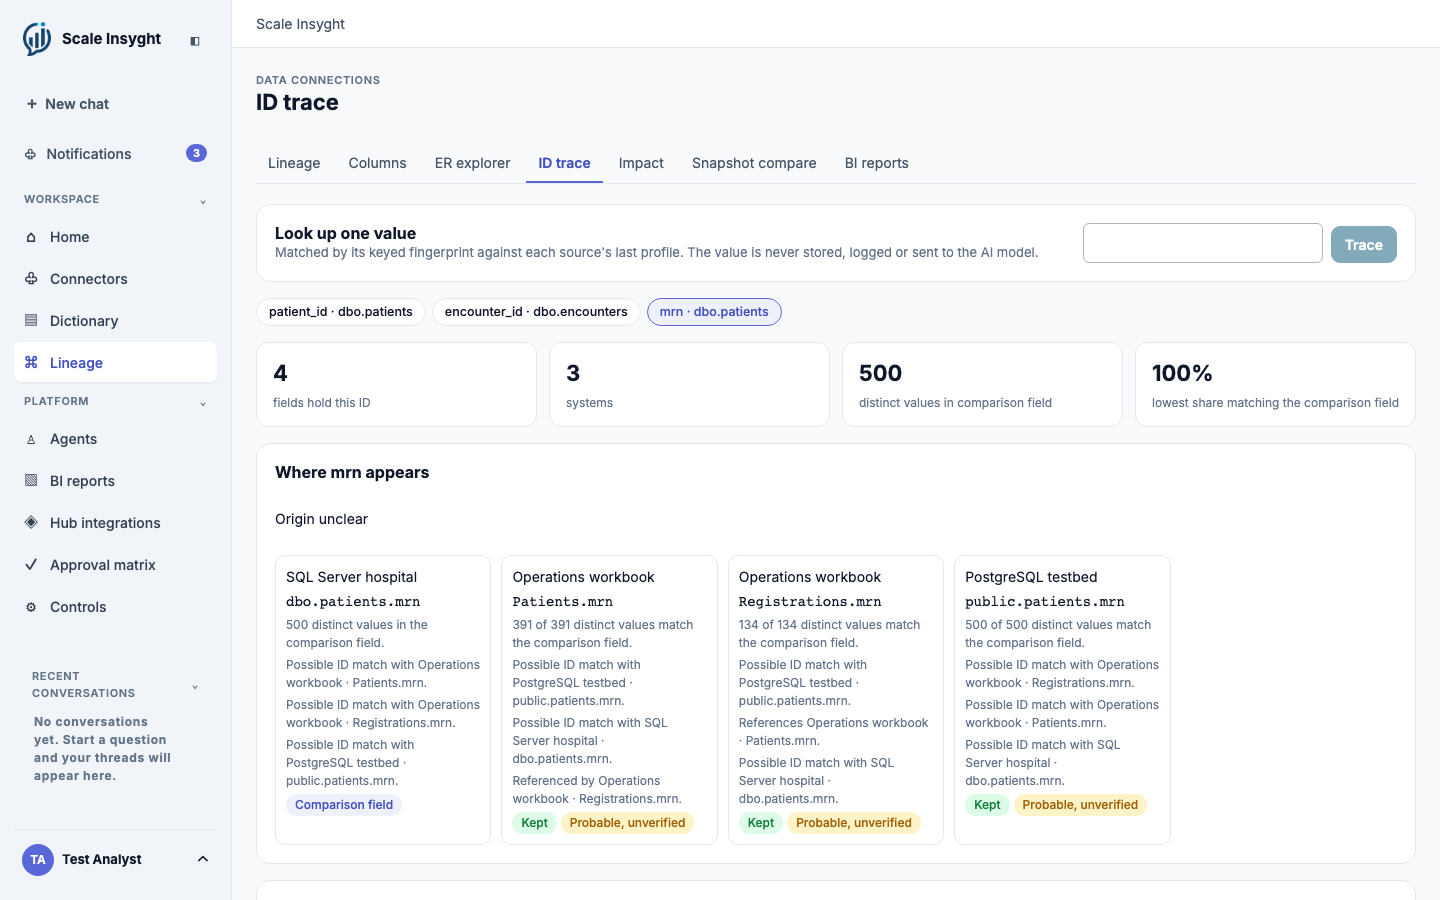 Scale Insyght
Scale Insyght
+ New chat
Notifications 3
WORKSPACE
Home
Connectors
Dictionary
Lineage
PLATFORM
Agents
BI reports
Hub integrations
Approval matrix
Controls
RECENT
CONVERSATIONS
No conversations
yet. Start a question
and your threads will
appear here.
TA Test Analyst
DATA CONNECTIONS
ID trace
Lineage Columns ER explorer ID trace Impact Snapshot compare BI reports
Look up one value
Matched by its keyed fingerprint against each source's last profile. The value is never stored, logged or sent to the AI model.
Trace
patient_id · dbo.patients encounter_id · dbo.encounters mrn · dbo.patients
4
fields hold this ID
3
systems
500
distinct values in comparison field
100%
lowest share matching the comparison field
Where mrn appears
Origin unclear
SQL Server hospital
dbo.patients.mrn
500 distinct values in the
comparison field.
Possible ID match with Operations
workbook · Patients.mrn.
Possible ID match with Operations
workbook · Registrations.mrn.
Possible ID match with
PostgreSQL testbed ·
public.patients.mrn.
Comparison field
Operations workbook
Patients.mrn
391 of 391 distinct values match
the comparison field.
Possible ID match with
PostgreSQL testbed ·
public.patients.mrn.
Possible ID match with SQL
Server hospital ·
dbo.patients.mrn.
Referenced by Operations
workbook · Registrations.mrn.
Kept Probable, unverified
Operations workbook
Registrations.mrn
134 of 134 distinct values match
the comparison field.
Possible ID match with
PostgreSQL testbed ·
public.patients.mrn.
References Operations workbook
· Patients.mrn.
Possible ID match with SQL
Server hospital ·
dbo.patients.mrn.
Kept Probable, unverified
PostgreSQL testbed
public.patients.mrn
500 of 500 distinct values match
the comparison field.
Possible ID match with Operations
workbook · Registrations.mrn.
Possible ID match with Operations
workbook · Patients.mrn.
Possible ID match with SQL
Server hospital ·
dbo.patients.mrn.
Kept Probable, unverified